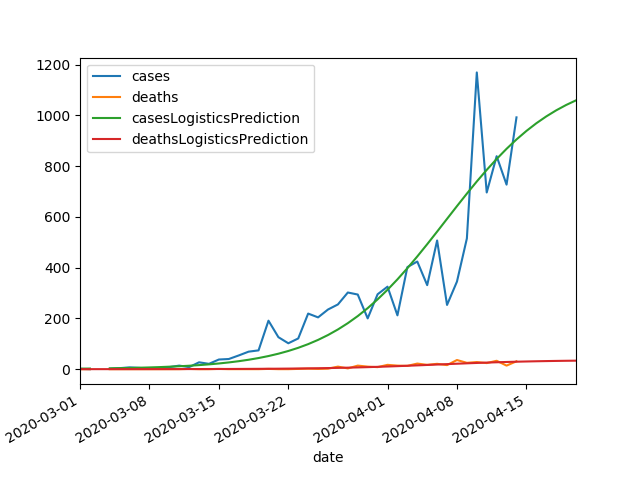 cases
deaths
casesLogisticsPrediction
deathsLogisticsPrediction
1200
1000
800
600
400
200
0
2020-03-01
2020-03-08
2020-03-15
2020-03-22
2020-04-01
2020-04-08
2020-04-15
date